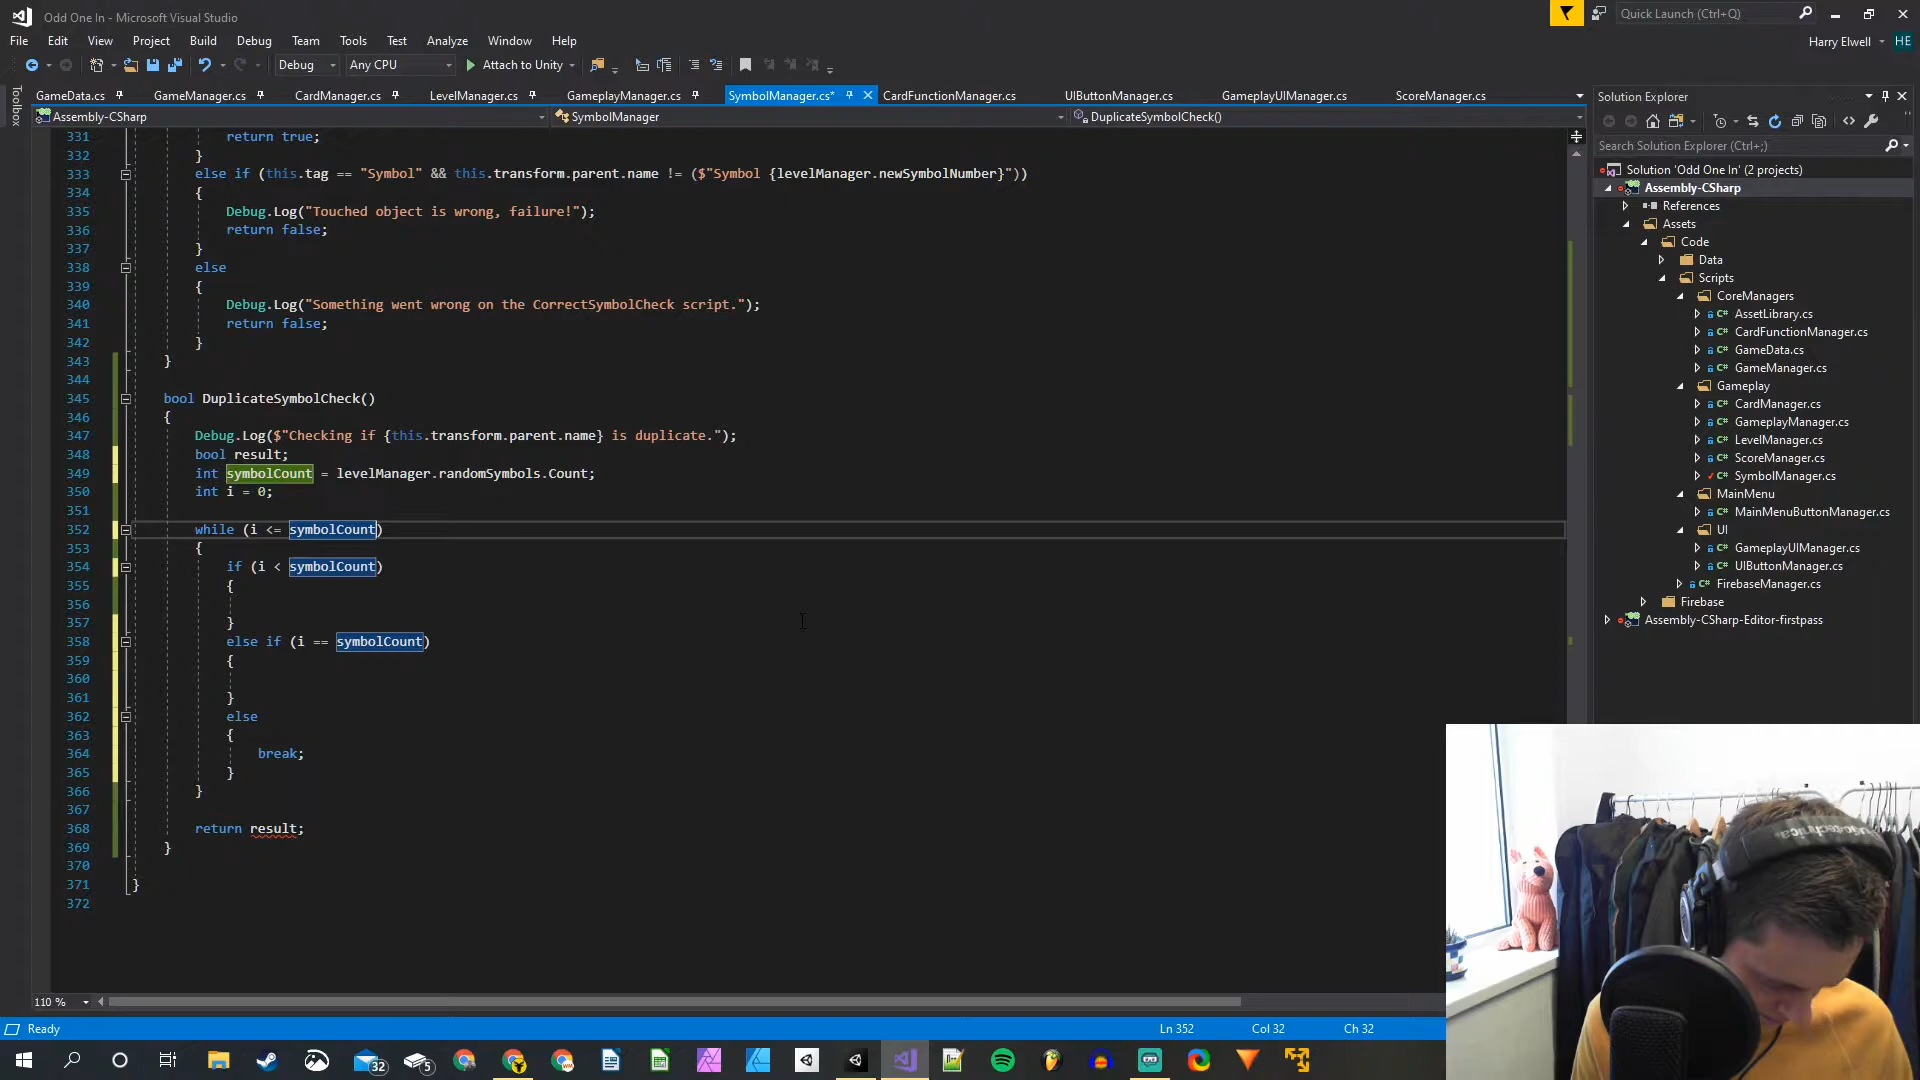 Odd One In - Microsoft Visual Studio
Quick Launch (Ctrl+Q)
File Edit View Project Build Debug Team Tools Test Analyze Window Help
Harry Elwell HE
Debug Any CPU Attach to Unity
Toolbox
GameData.cs GameManager.cs CardManager.cs LevelManager.cs GameplayManager.cs SymbolManager.cs* CardFunctionManager.cs UIButtonManager.cs GameplayUIManager.cs ScoreManager.cs
Assembly-CSharp SymbolManager DuplicateSymbolCheck()
331 return true;
332 }
333 else if (this.tag == "Symbol" && this.transform.parent.name != ($"Symbol {levelManager.newSymbolNumber}"))
334 {
335 Debug.Log("Touched object is wrong, failure!");
336 return false;
337 }
338 else
339 {
340 Debug.Log("Something went wrong on the CorrectSymbolCheck script.");
341 return false;
342 }
343 }
344
345 bool DuplicateSymbolCheck()
346 {
347 Debug.Log($"Checking if {this.transform.parent.name} is duplicate.");
348 bool result;
349 int symbolCount = levelManager.randomSymbols.Count;
350 int i = 0;
351
352 while (i <= symbolCount)
353 {
354 if (i < symbolCount)
355 {
356
357 }
358 else if (i == symbolCount)
359 {
360
361 }
362 else
363 {
364 break;
365 }
366 }
367
368 return result;
369 }
370
371 }
372
110 %
Ready Ln 352 Col 32 Ch 32
Solution Explorer
Search Solution Explorer (Ctrl+;)
Solution 'Odd One In' (2 projects)
Assembly-CSharp
References
Assets
Code
Data
Scripts
CoreManagers
C# AssetLibrary.cs
C# CardFunctionManager.cs
C# GameData.cs
C# GameManager.cs
Gameplay
C# CardManager.cs
C# GameplayManager.cs
C# LevelManager.cs
C# ScoreManager.cs
C# SymbolManager.cs
MainMenu
C# MainMenuButtonManager.cs
UI
C# GameplayUIManager.cs
C# UIButtonManager.cs
C# FirebaseManager.cs
Firebase
Assembly-CSharp-Editor-firstpass
32 5